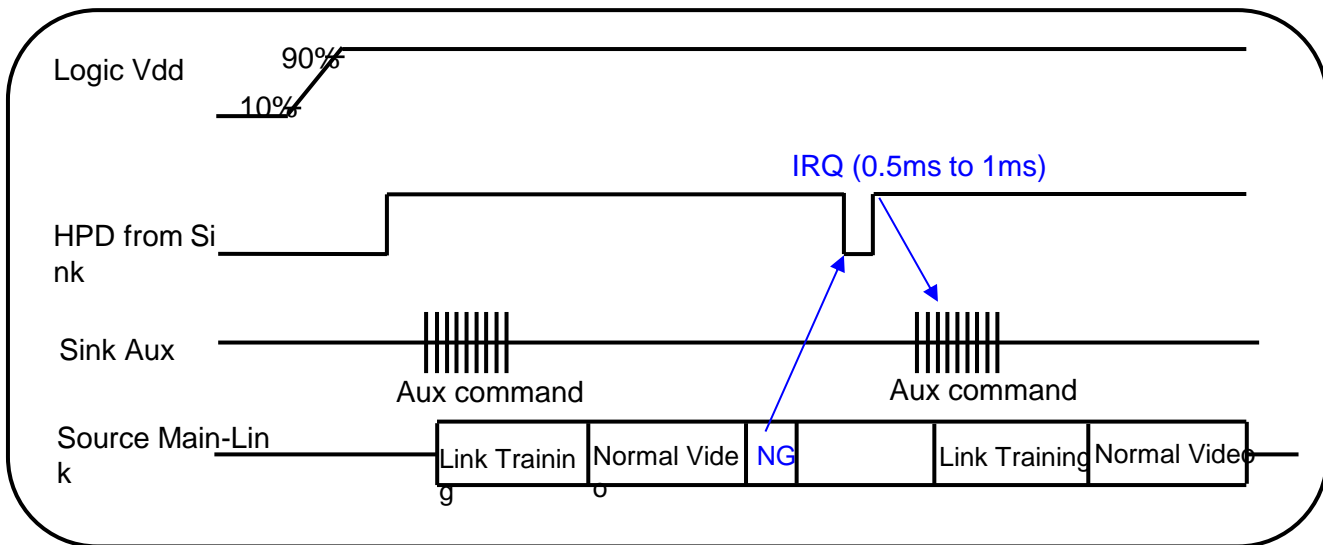 Logic Vdd
90%
10%
IRQ (0.5ms to 1ms)
HPD from Si
nk
Sink Aux
Aux command
Aux command
Source Main-Lin
k
Link Trainin
g
Normal Vide
o
NG
Link Training
Normal Video